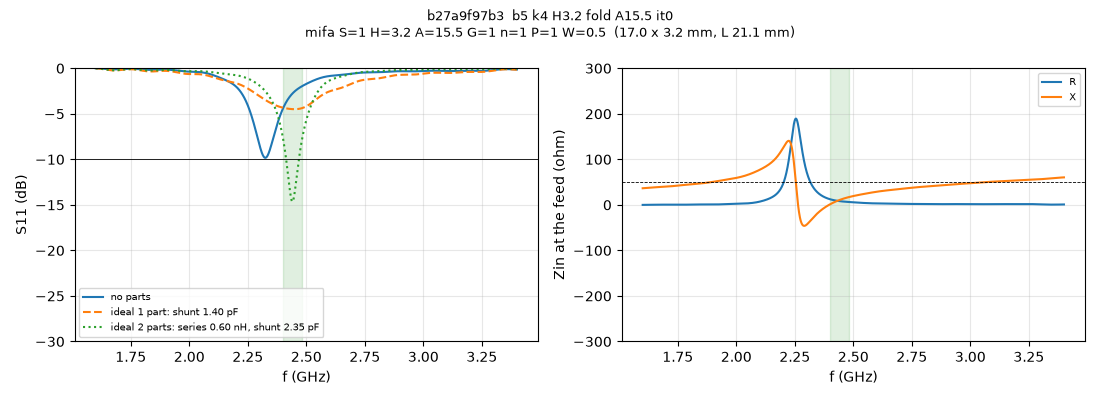 b27a9f97b3  b5 k4 H3.2 fold A15.5 it0
mifa S=1 H=3.2 A=15.5 G=1 n=1 P=1 W=0.5  (17.0 x 3.2 mm, L 21.1 mm)
S11 (dB)
0
−5
−10
−15
−20
−25
−30
no parts
ideal 1 part: shunt 1.40 pF
ideal 2 parts: series 0.60 nH, shunt 2.35 pF
1.75 2.00 2.25 2.50 2.75 3.00 3.25
f (GHz)
Zin at the feed (ohm)
300
200
100
0
−100
−200
−300
R
X
1.75 2.00 2.25 2.50 2.75 3.00 3.25
f (GHz)